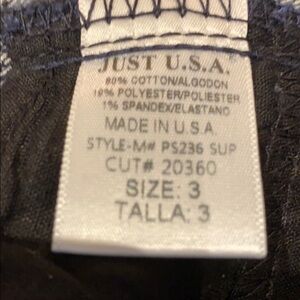 JUST U.S.A.
80% COTTON/ALGODON
19% POLYESTER/POLIESTER
1% SPANDEX/ELASTANO
MADE IN U.S.A.
STYLE-M# PS236 SUP
CUT# 20360
SIZE: 3
TALLA: 3